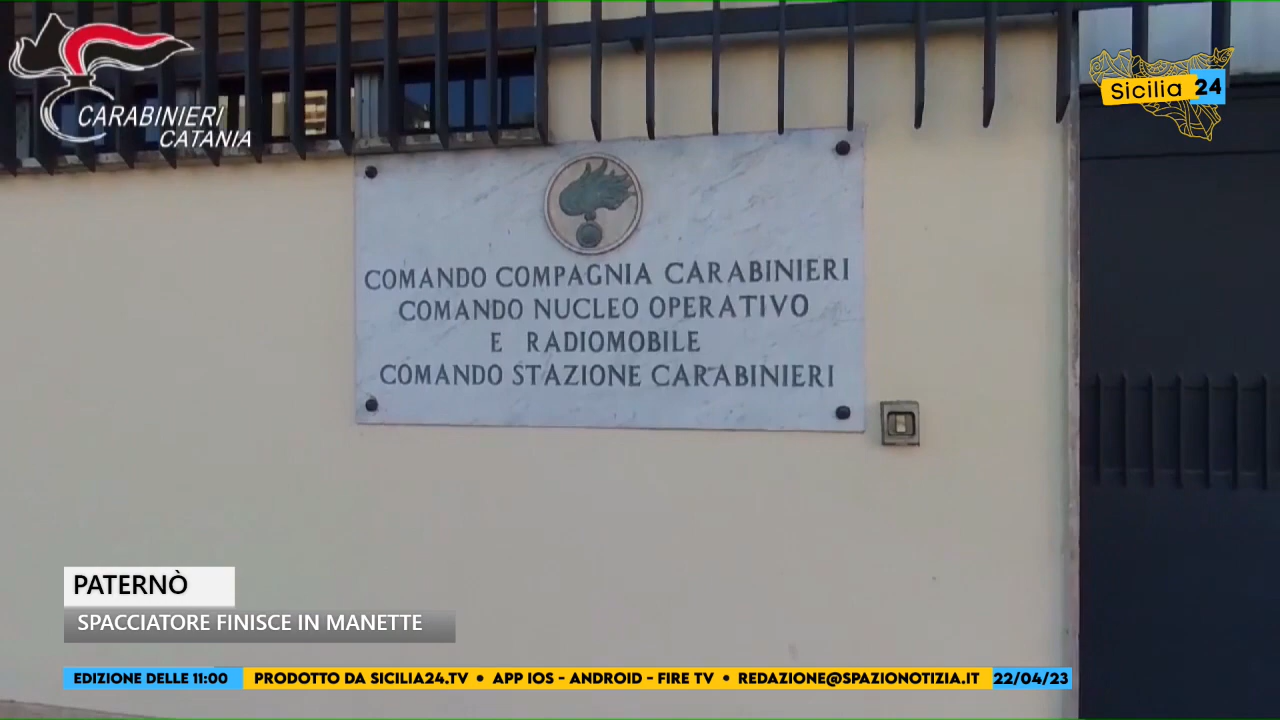 CARABINIERI
CATANIA
Sicilia 24
COMANDO COMPAGNIA CARABINIERI
COMANDO NUCLEO OPERATIVO
E RADIOMOBILE
COMANDO STAZIONE CARABINIERI
PATERNÒ
SPACCIATORE FINISCE IN MANETTE
EDIZIONE DELLE 11:00 PRODOTTO DA SICILIA24.TV • APP IOS - ANDROID - FIRE TV • REDAZIONE@SPAZIONOTIZIA.IT 22/04/23